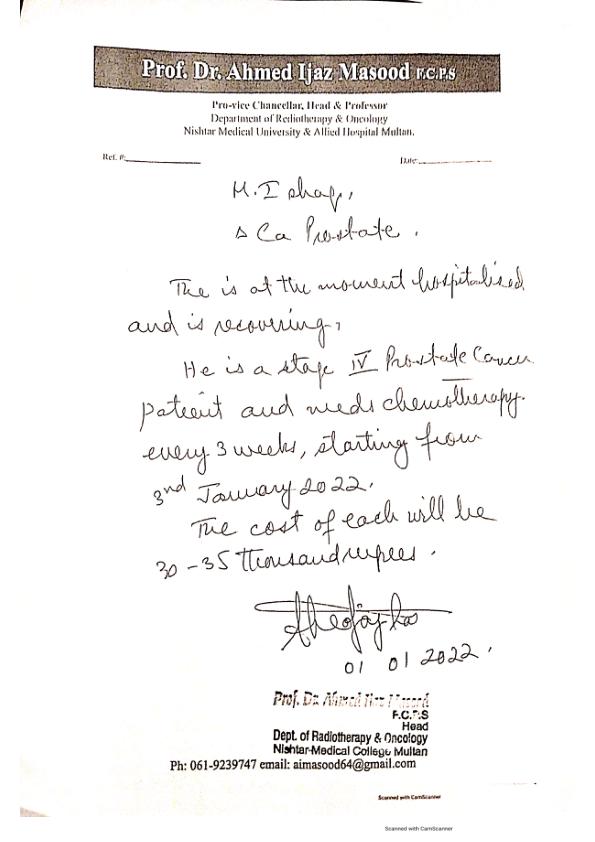 Prof. Dr. Ahmed Ijaz Masood F.C.P.S
Pro-vice Chancellar, Head & Professor
Department of Rediotherapy & Oncology
Nishtar Medical University & Allied Hospital Multan.
Ref. #: Date:
M. Ishaq,
Δ Ca Prostate.
The is at the moment hospitalised
and is recovering,
He is a stage IV Prostate Cancer
patient and needs chemotherapy.
every 3 weeks, starting from
3rd January 2022.
The cost of each will be
30-35 thousand rupees.
01 01 2022.
Prof. Dr. Ahmed Ijaz Masood
F.C.P.S
Head
Dept. of Radiotherapy & Oncology
Nishtar-Medical College Multan
Ph: 061-9239747 email: aimasood64@gmail.com
Scanned with CamScanner
Scanned with CamScanner